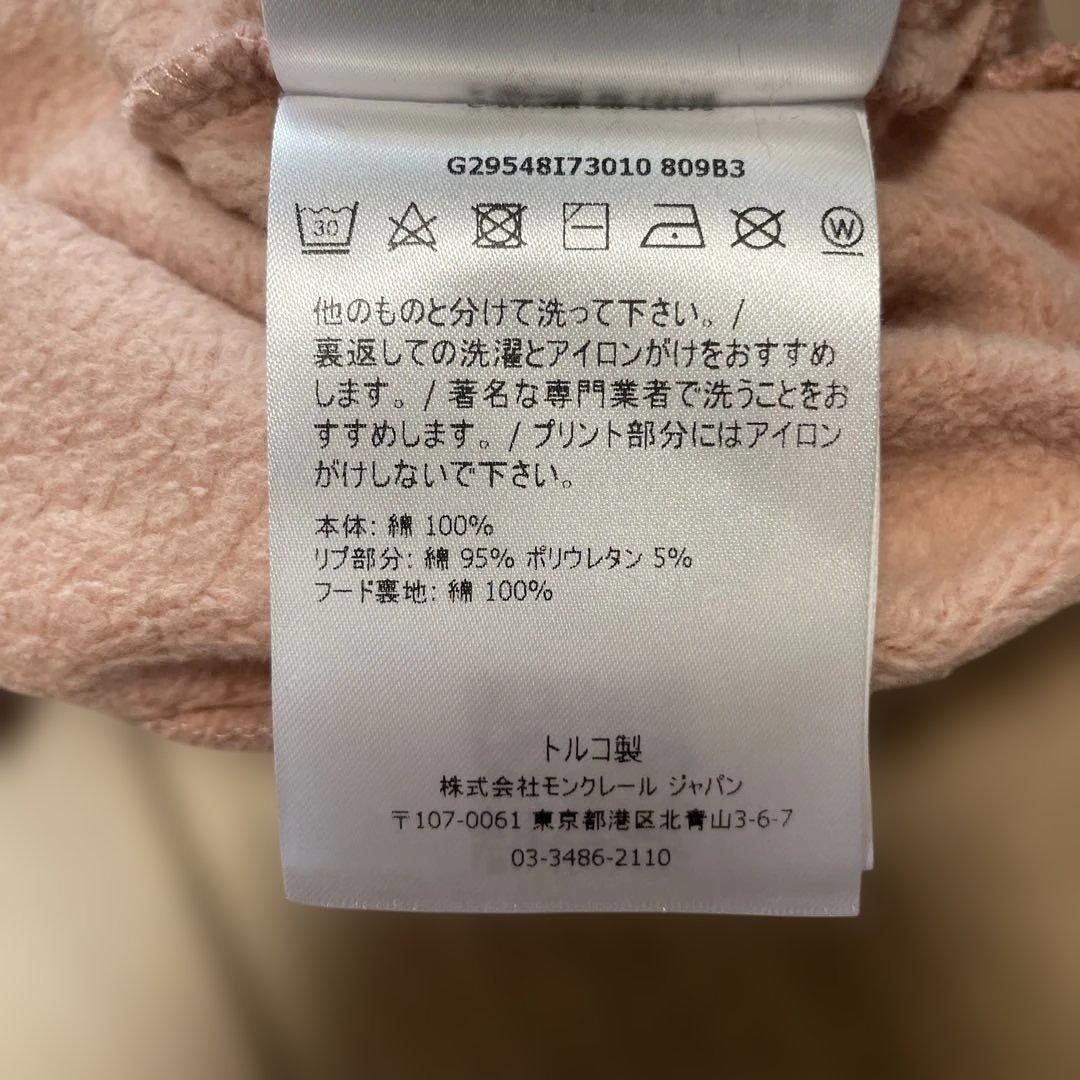 G29548I73010 809B3
30
W
他のものと分けて洗って下さい。/
裏返しての洗濯とアイロンがけをおすすめ
します。/ 著名な専門業者で洗うことをお
すすめします。/ プリント部分にはアイロン
がけしないで下さい。
本体: 綿 100%
リブ部分: 綿 95% ポリウレタン 5%
フード裏地: 綿 100%
トルコ製
株式会社モンクレール ジャパン
〒107-0061 東京都港区北青山3-6-7
03-3486-2110